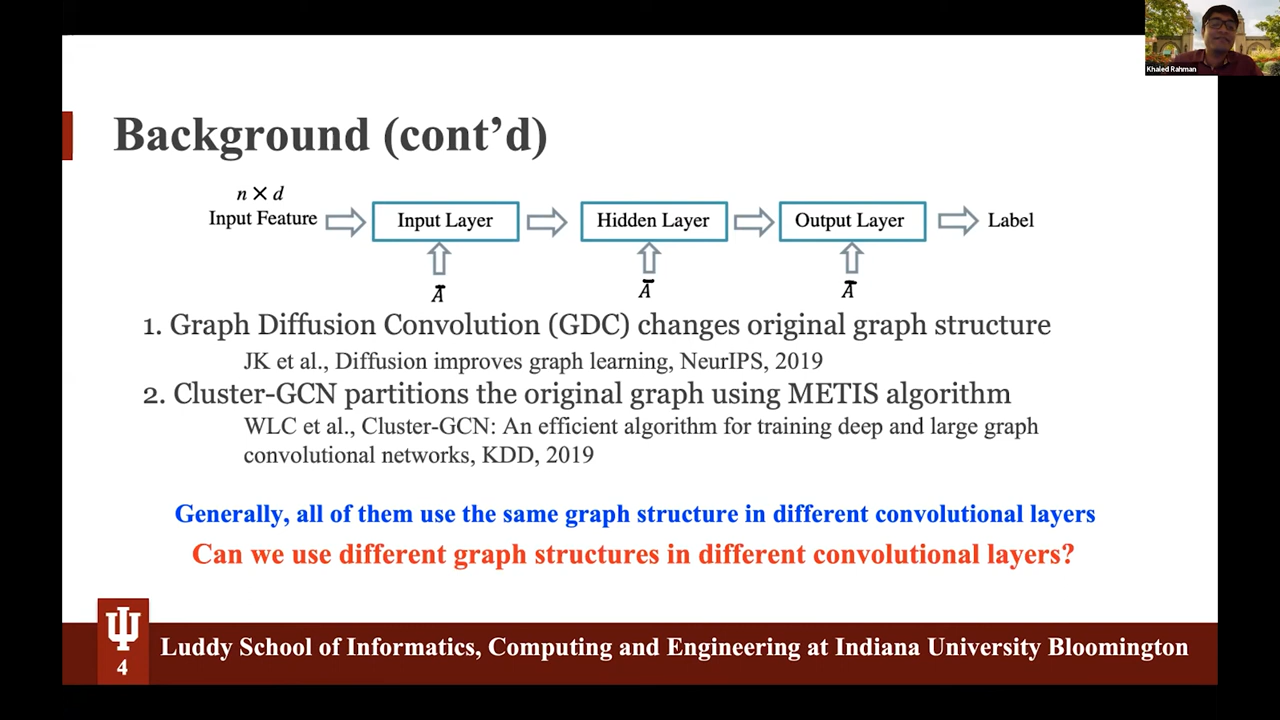 Khaled Rahman
Background (cont’d)
n × d
Input Feature
Input Layer
Hidden Layer
Output Layer
Label
Ā
Ā
Ā
1. Graph Diffusion Convolution (GDC) changes original graph structure
JK et al., Diffusion improves graph learning, NeurIPS, 2019
2. Cluster-GCN partitions the original graph using METIS algorithm
WLC et al., Cluster-GCN: An efficient algorithm for training deep and large graph
convolutional networks, KDD, 2019
Generally, all of them use the same graph structure in different convolutional layers
Can we use different graph structures in different convolutional layers?
Luddy School of Informatics, Computing and Engineering at Indiana University Bloomington
4